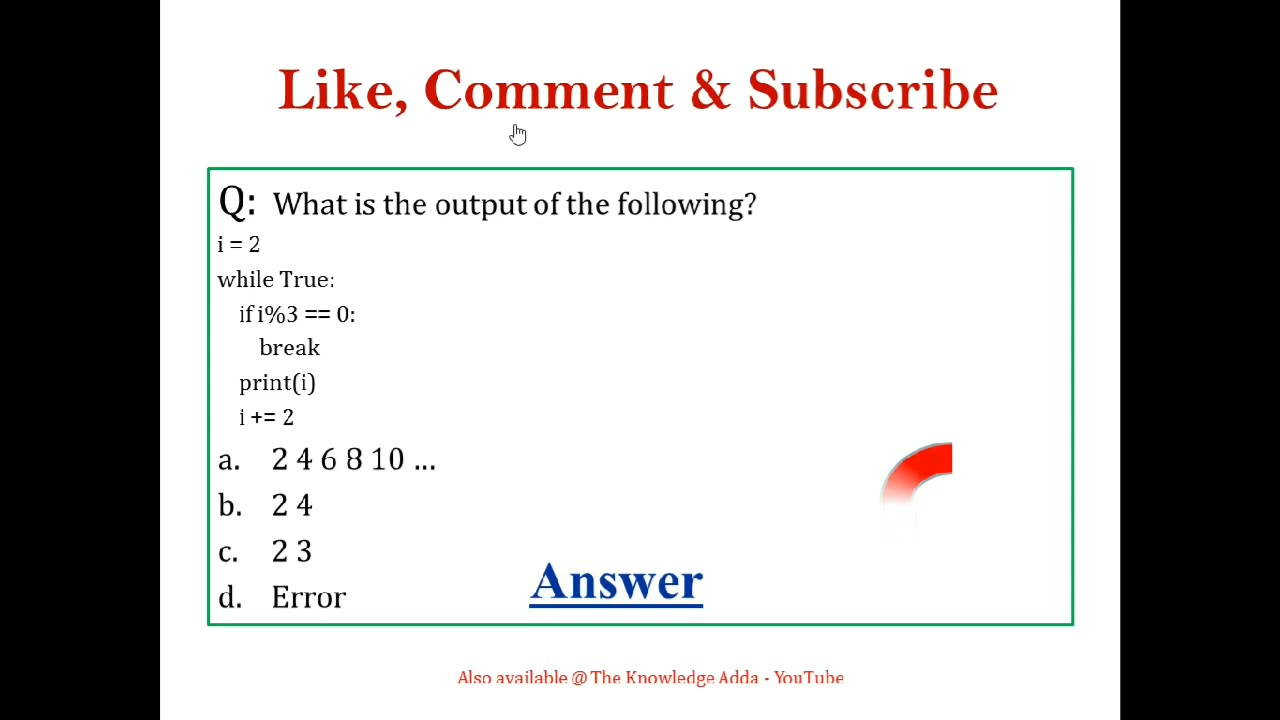 Like, Comment & Subscribe
Q: What is the output of the following?
i = 2
while True:
if i%3 == 0:
break
print(i)
i += 2
a. 2 4 6 8 10 ...
b. 2 4
c. 2 3
d. Error
Answer
Also available @ The Knowledge Adda - YouTube